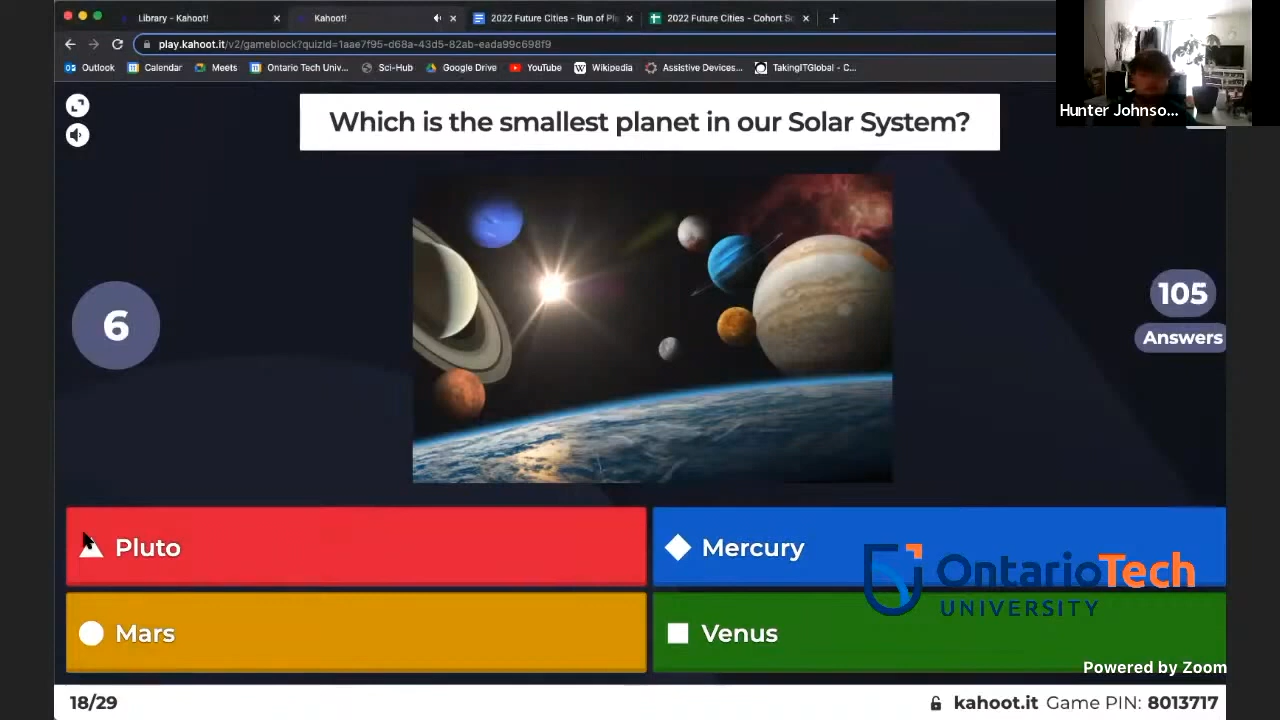 Library - Kahoot!
Kahoot!
2022 Future Cities - Run of Pl
2022 Future Cities - Cohort Se
play.kahoot.it/v2/gameblock?quizId=1aae7f95-d68a-43d5-82ab-eada99c698f9
Outlook
Calendar
Meets
Ontario Tech Univ...
Sci-Hub
Google Drive
YouTube
Wikipedia
Assistive Devices...
TakingITGlobal - C...
Hunter Johnso...
Which is the smallest planet in our Solar System?
6
105
Answers
Pluto
Mercury
Mars
Venus
OntarioTech
UNIVERSITY
Powered by Zoom
18/29
kahoot.it Game PIN: 8013717